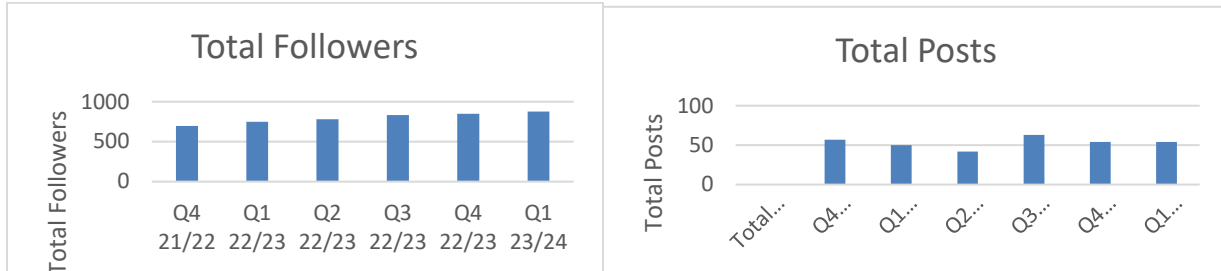 Total Followers
Total Followers
1000
500
0
Q4 Q1 Q2 Q3 Q4 Q1
21/22 22/23 22/23 22/23 22/23 23/24
Total Posts
Total Posts
100
50
0
Total... Q4... Q1... Q2... Q3... Q4... Q1...